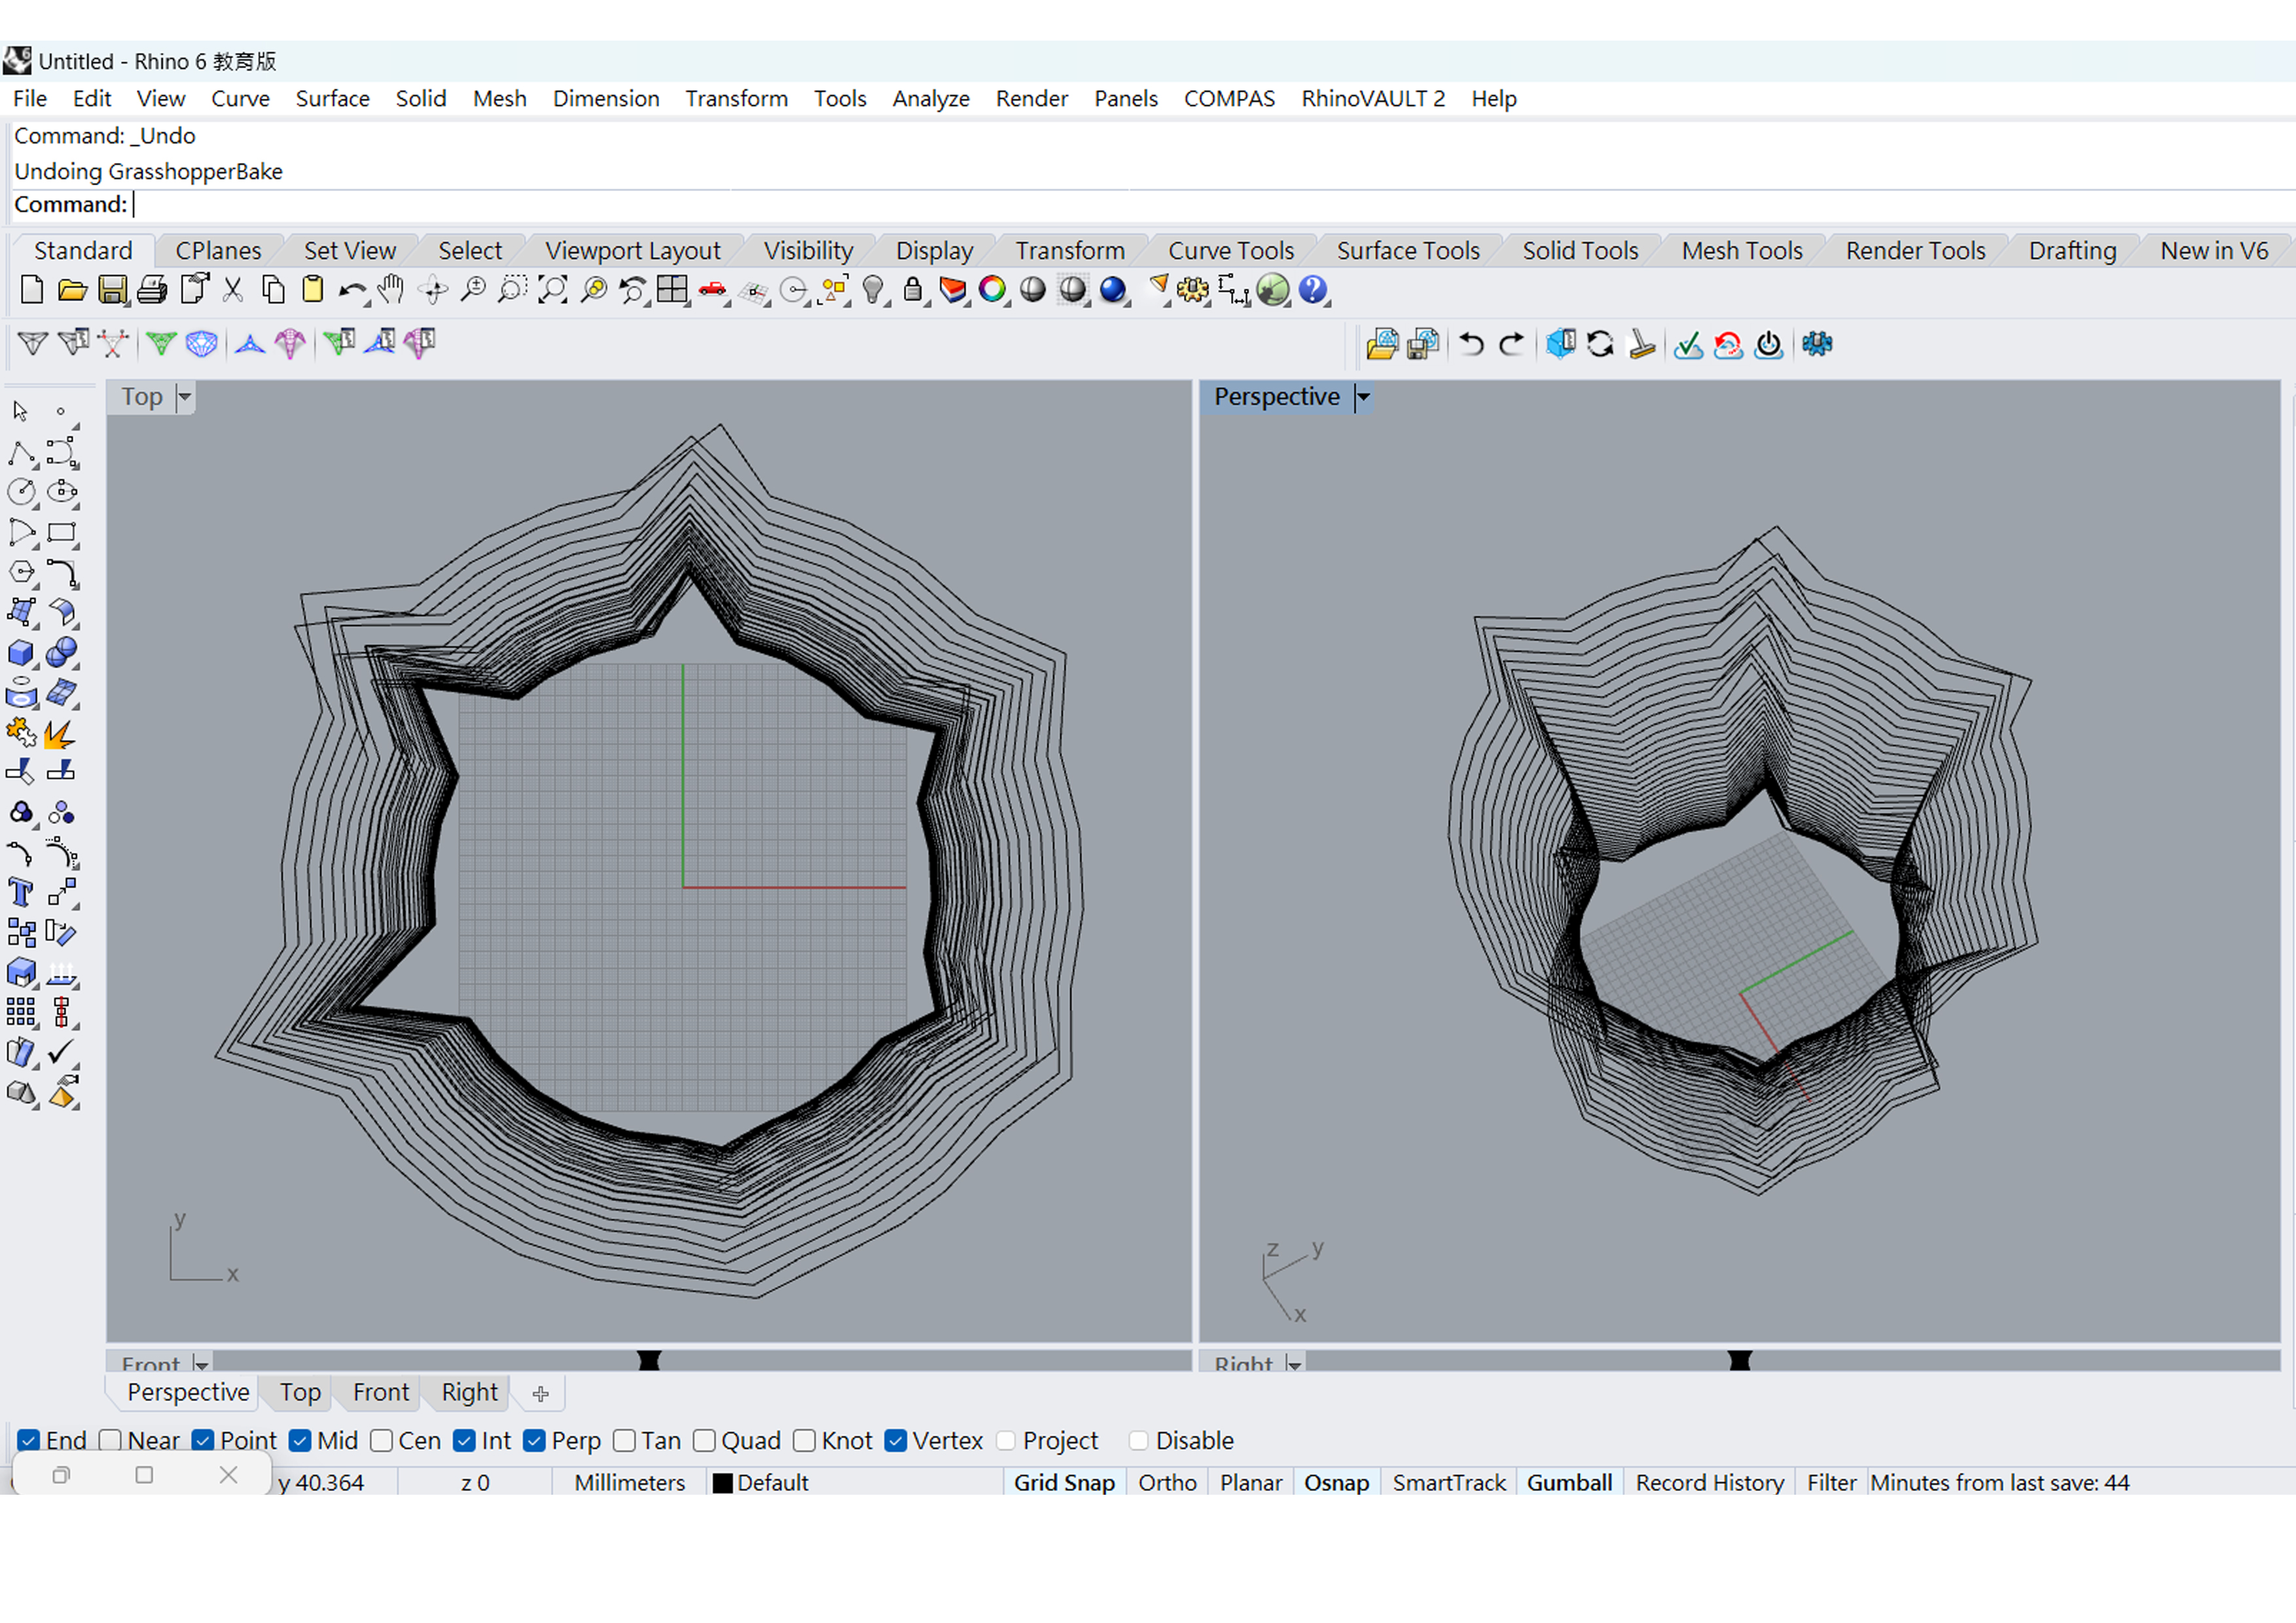 Untitled - Rhino 6 教育版
File Edit View Curve Surface Solid Mesh Dimension Transform Tools Analyze Render Panels COMPAS RhinoVAULT 2 Help
Command: _Undo
Undoing GrasshopperBake
Command:
Standard CPlanes Set View Select Viewport Layout Visibility Display Transform Curve Tools Surface Tools Solid Tools Mesh Tools Render Tools Drafting New in V6
Top
Perspective
y
x
z y
x
Front
Right
Perspective Top Front Right
End Near Point Mid Cen Int Perp Tan Quad Knot Vertex Project Disable
y 40.364 z 0 Millimeters Default Grid Snap Ortho Planar Osnap SmartTrack Gumball Record History Filter Minutes from last save: 44